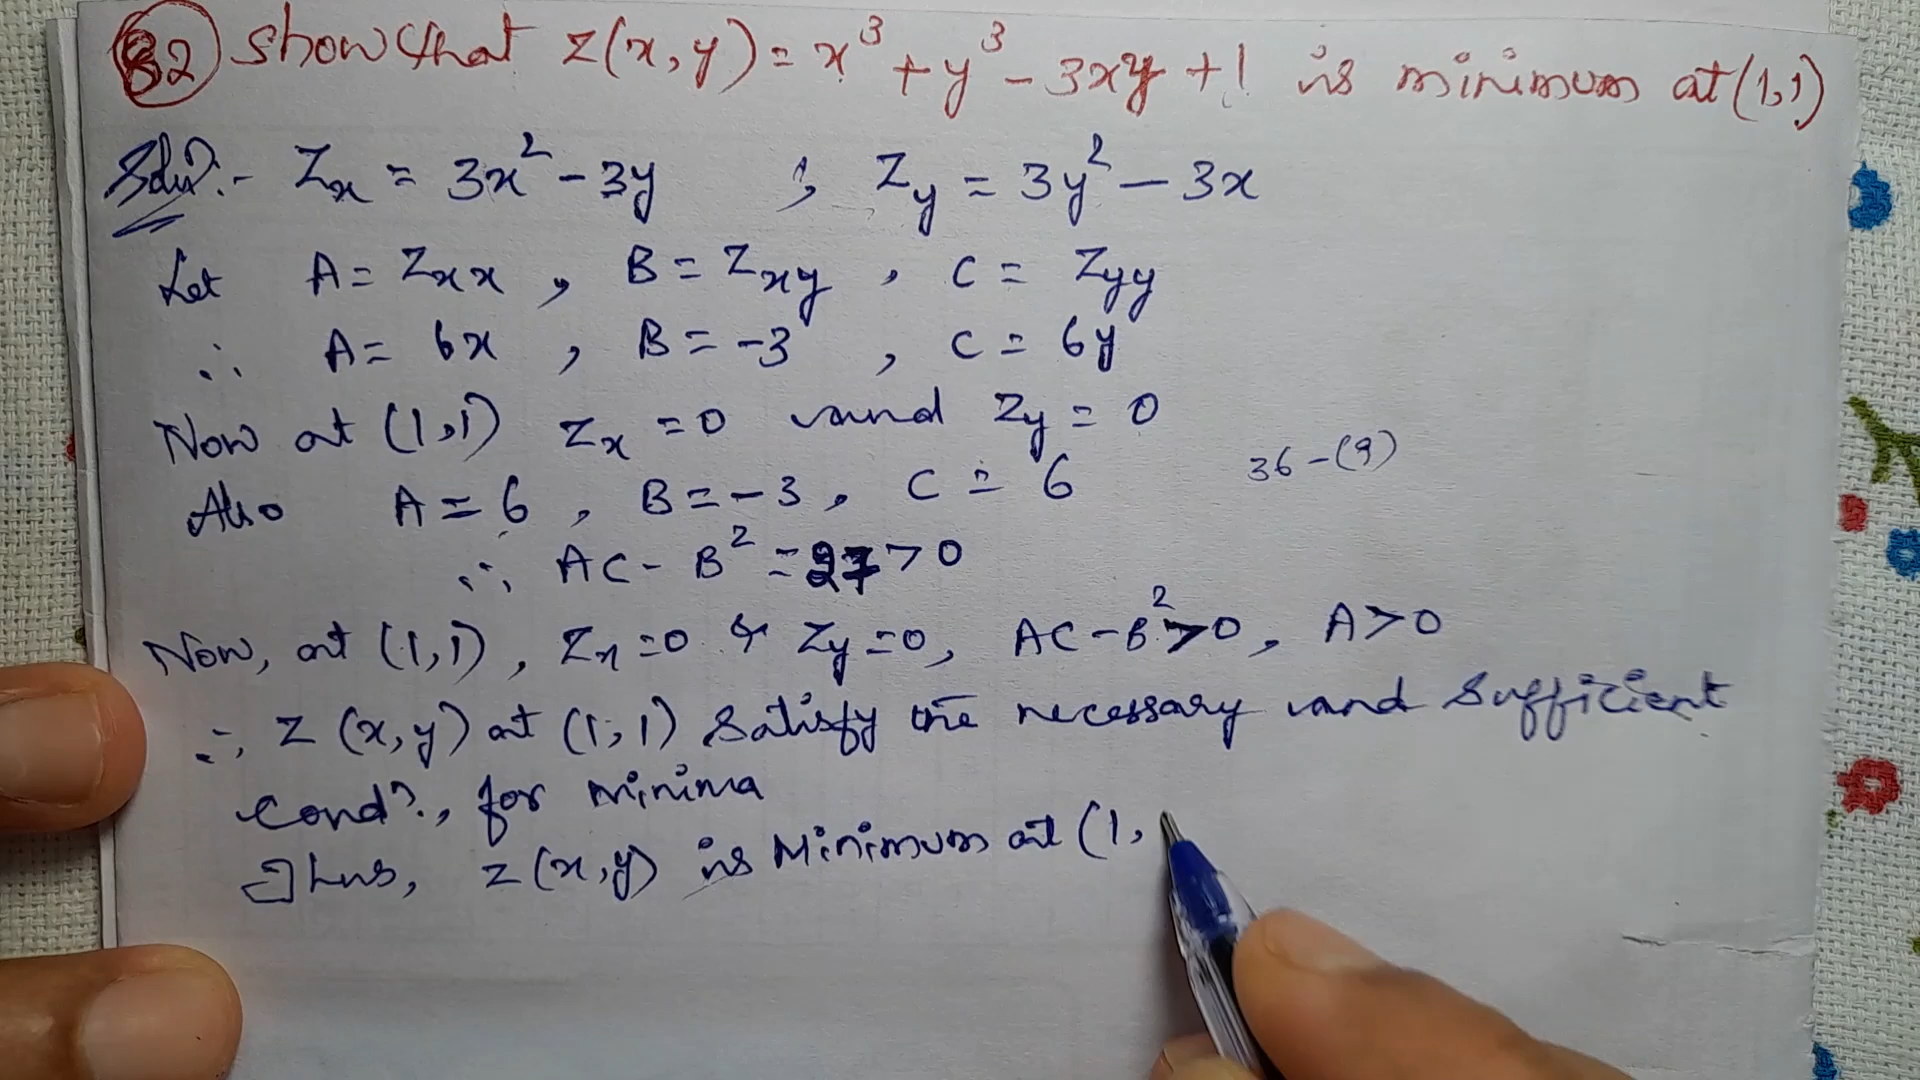 32) Show that z(x,y) = x³ + y³ - 3xy + 1 is minimum at (1,1)
Soln:- Zx = 3x² - 3y ; Zy = 3y² - 3x
Let A = Zxx , B = Zxy , C = Zyy
∴ A = 6x , B = -3 , C = 6y
Now at (1,1) Zx = 0 and Zy = 0
36-(9)
Also A = 6 , B = -3 , C = 6
∴ AC - B² = 27 > 0
Now, at (1,1) , Zx = 0 & Zy = 0 , AC - B² > 0 , A > 0
∴ Z(x,y) at (1,1) satisfy the necessary and sufficient
condn., for minima
Thus, z(x,y) is Minimum at (1,